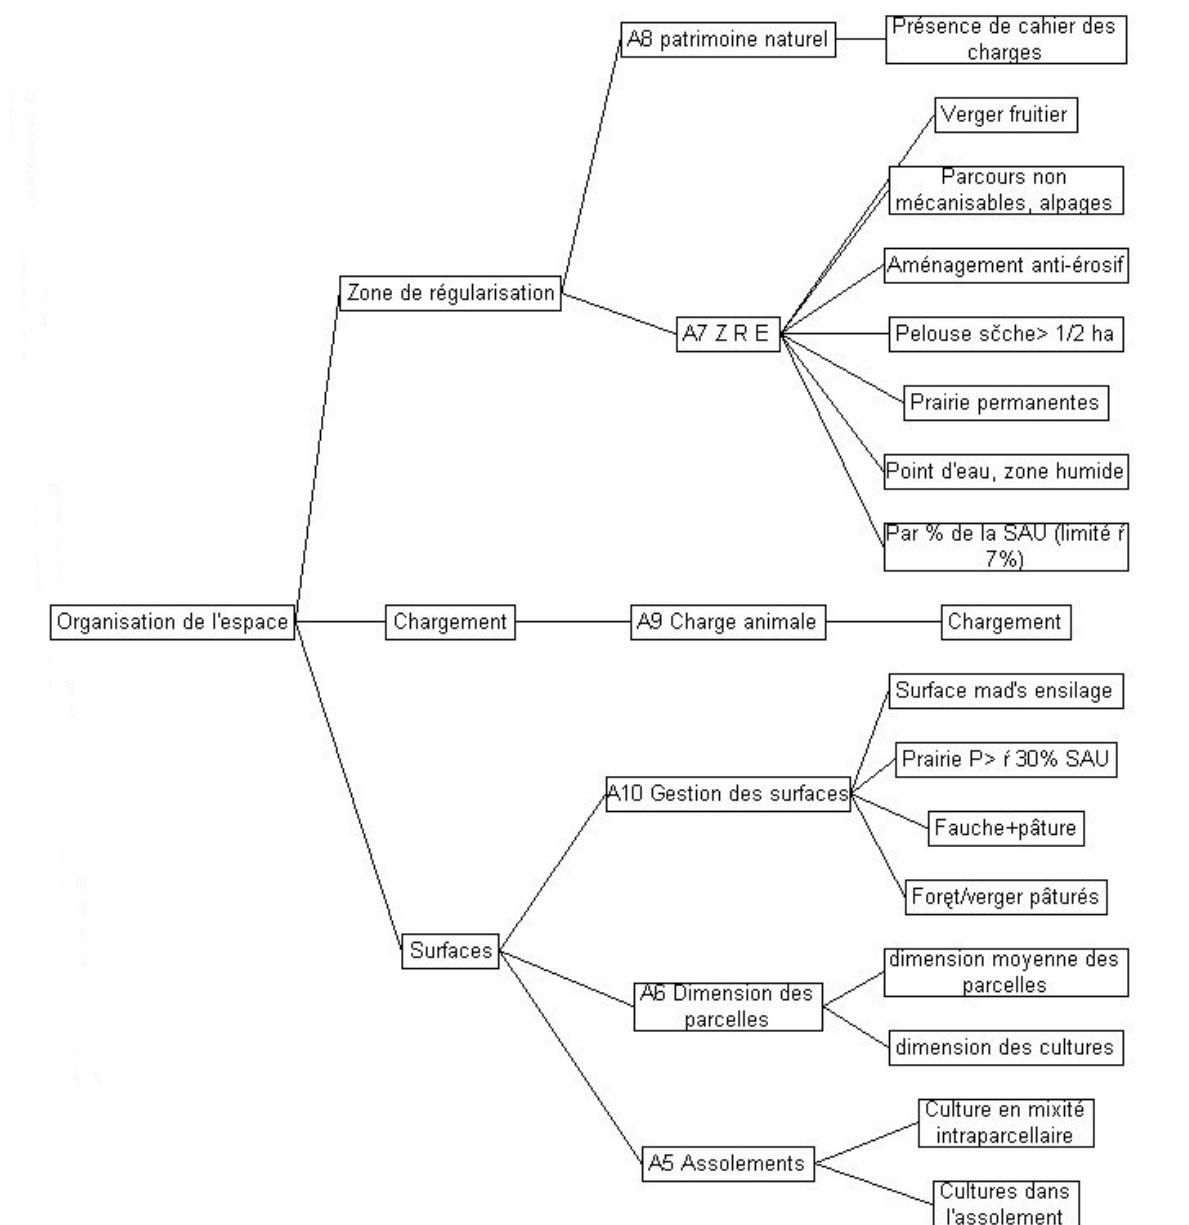 A8 patrimoine naturel
Présence de cahier des
charges
Verger fruitier
Parcours non
mécanisables, alpages
Aménagement anti-érosif
Zone de régularisation
A7 Z R E
Pelouse sčche> 1/2 ha
Prairie permanentes
Point d'eau, zone humide
Par % de la SAU (limité ŕ
7%)
Organisation de l'espace
Chargement
A9 Charge animale
Chargement
Surface mad's ensilage
Prairie P> ŕ 30% SAU
A10 Gestion des surfaces
Fauche+pâture
Foręt/verger pâturés
Surfaces
dimension moyenne des
parcelles
A6 Dimension des
parcelles
dimension des cultures
Culture en mixité
intraparcellaire
A5 Assolements
Cultures dans
l'assolement